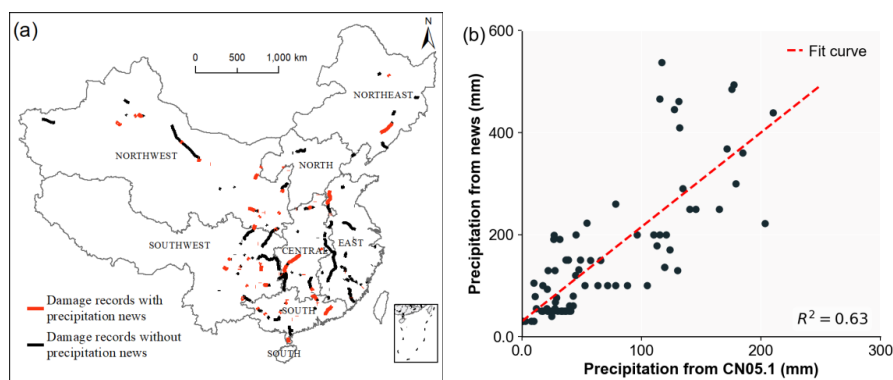 (a)
N
0 500 1,000 km
NORTHEAST
NORTHWEST
NORTH
SOUTHWEST
CENTRAL
EAST
SOUTH
SOUTH
Damage records with
precipitation news
Damage records without
precipitation news
(b)
Precipitation from news (mm)
600
400
200
0.0
Fit curve
R² = 0.63
0.0 100 200 300
Precipitation from CN05.1 (mm)